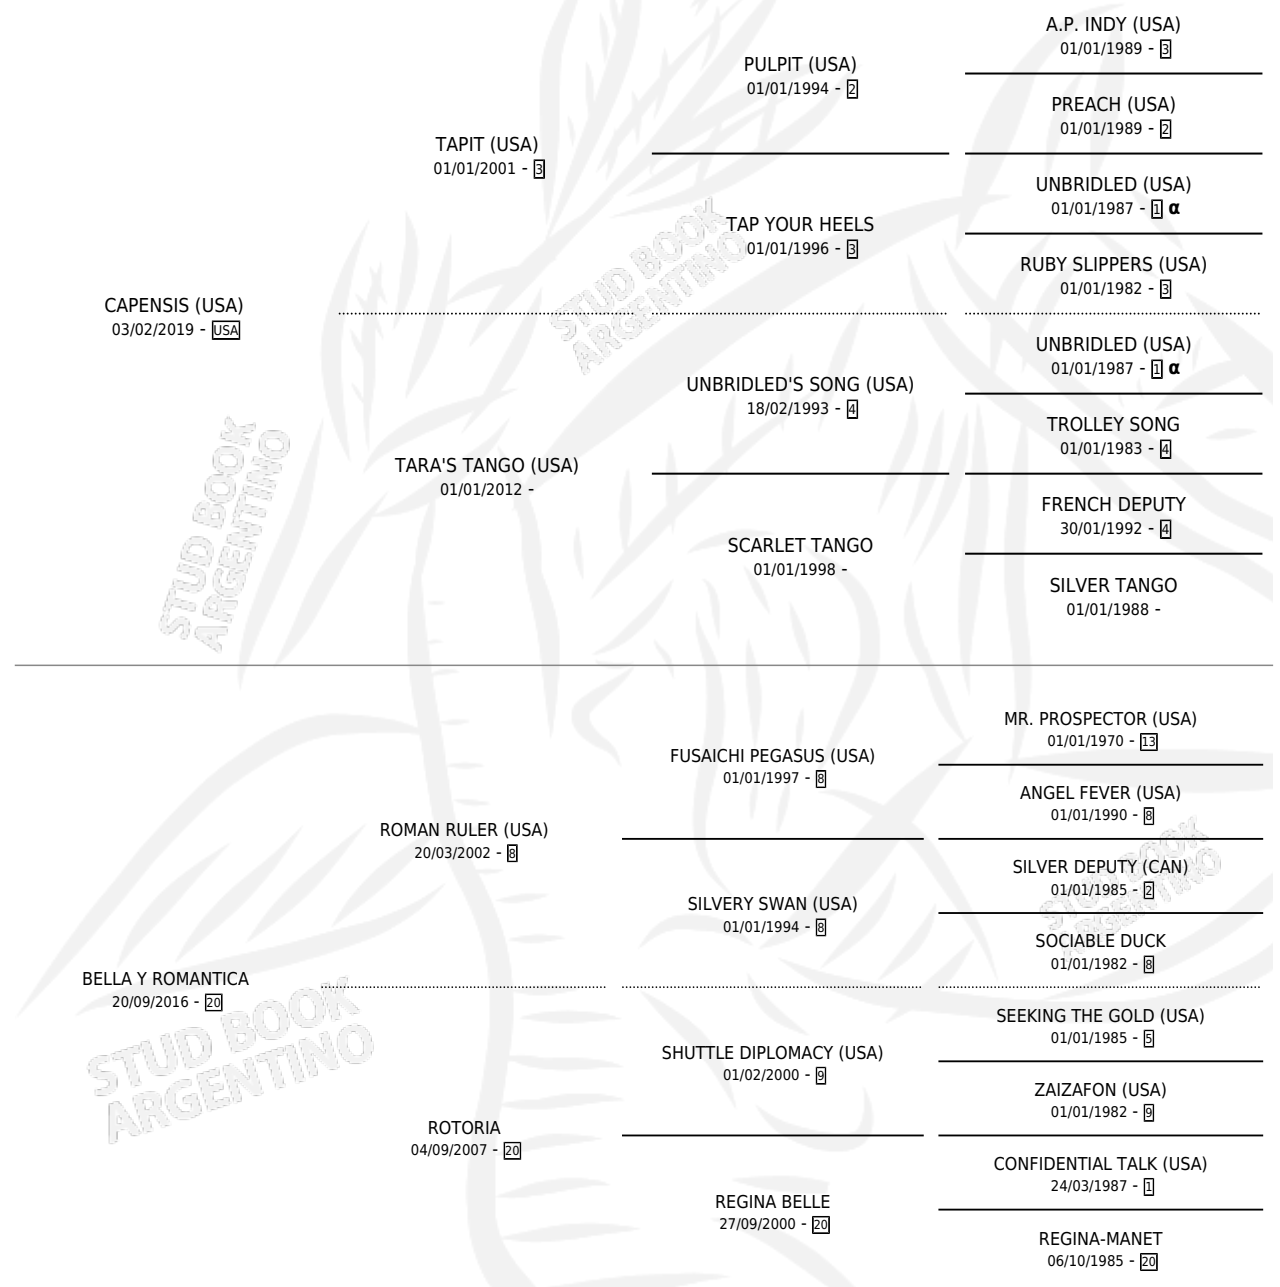 A.P. INDY (USA)
01/01/1989 - 3
PULPIT (USA)
01/01/1994 - 2
PREACH (USA)
01/01/1989 - 2
TAPIT (USA)
01/01/2001 - 3
UNBRIDLED (USA)
01/01/1987 - 1 α
TAP YOUR HEELS
01/01/1996 - 3
RUBY SLIPPERS (USA)
01/01/1982 - 3
CAPENSIS (USA)
03/02/2019 - USA
UNBRIDLED (USA)
01/01/1987 - 1 α
UNBRIDLED'S SONG (USA)
18/02/1993 - 4
TROLLEY SONG
01/01/1983 - 4
TARA'S TANGO (USA)
01/01/2012 -
FRENCH DEPUTY
30/01/1992 - 4
SCARLET TANGO
01/01/1998 -
SILVER TANGO
01/01/1988 -
MR. PROSPECTOR (USA)
01/01/1970 - 13
FUSAICHI PEGASUS (USA)
01/01/1997 - 8
ANGEL FEVER (USA)
01/01/1990 - 8
ROMAN RULER (USA)
20/03/2002 - 8
SILVER DEPUTY (CAN)
01/01/1985 - 2
SILVERY SWAN (USA)
01/01/1994 - 8
SOCIABLE DUCK
01/01/1982 - 8
BELLA Y ROMANTICA
20/09/2016 - 20
SEEKING THE GOLD (USA)
01/01/1985 - 5
SHUTTLE DIPLOMACY (USA)
01/02/2000 - 9
ZAIZAFON (USA)
01/01/1982 - 9
ROTORIA
04/09/2007 - 20
CONFIDENTIAL TALK (USA)
24/03/1987 - 1
REGINA BELLE
27/09/2000 - 20
REGINA-MANET
06/10/1985 - 20
STUD BOOK
ARGENTINO
STUD BOOK
ARGENTINO
STUD BOOK
ARGENTINO
STUD BOOK
ARGENTINO